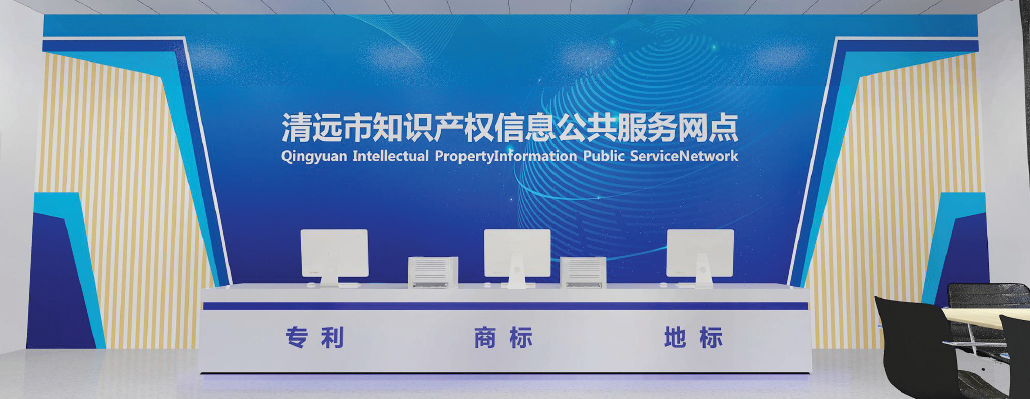 清远市知识产权信息公共服务网点
Qingyuan Intellectual PropertyInformation Public ServiceNetwork
专利 商标 地标